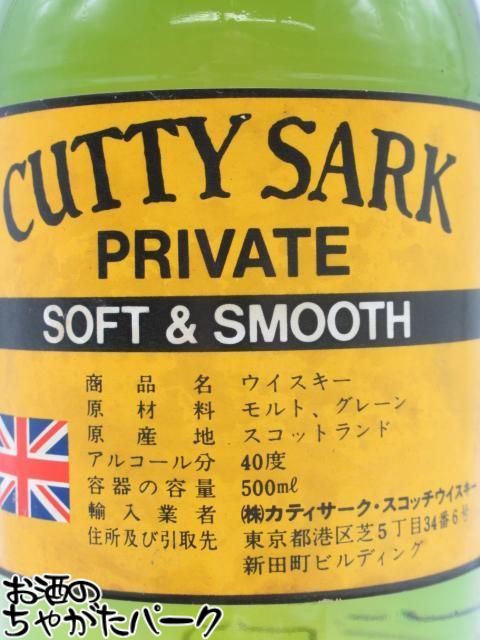 CUTTY SARK
PRIVATE
SOFT & SMOOTH
商品名 ウイスキー
原材料 モルト、グレーン
原産地 スコットランド
アルコール分 40度
容器の容量 500mℓ
輸入業者 ㈱カティサーク・スコッチウイスキー
住所及び引取先 東京都港区芝5丁目34番6号
新田町ビルディング
お酒の
ちゃがたパーク